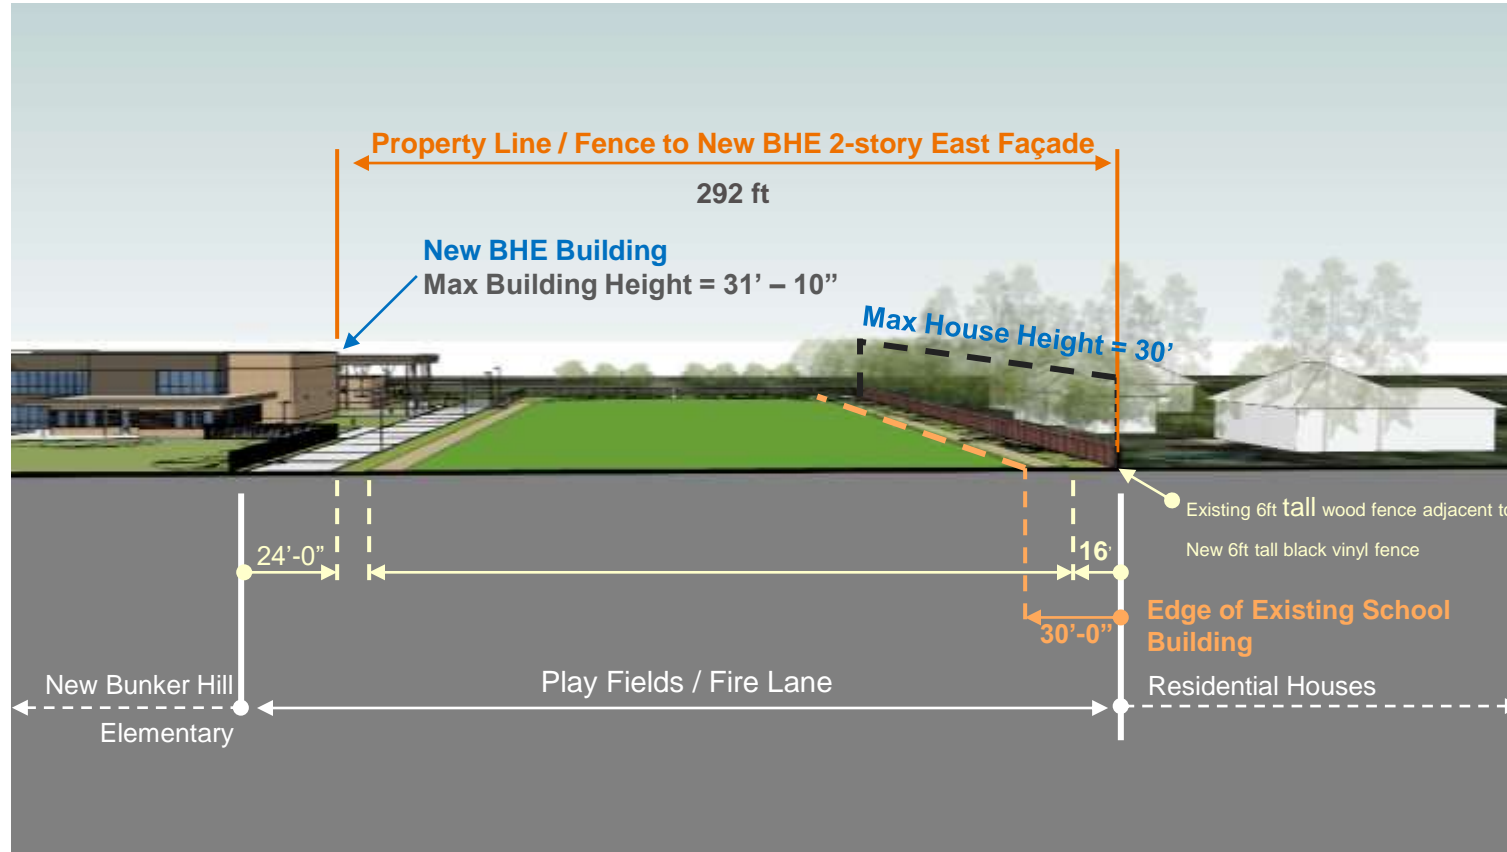 Property Line / Fence to New BHE 2-story East Façade
292 ft
New BHE Building
Max Building Height = 31’ – 10”
Max House Height = 30’
24’-0”
16’
Existing 6ft tall wood fence adjacent to
New 6ft tall black vinyl fence
30’-0”
Edge of Existing School
Building
New Bunker Hill
Elementary
Play Fields / Fire Lane
Residential Houses